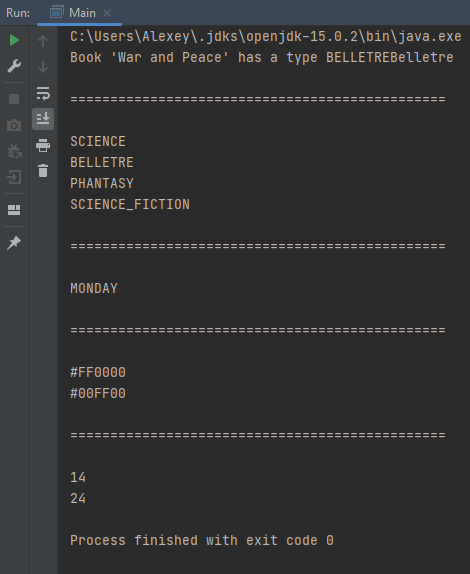 Run: Main
C:\Users\Alexey\.jdks\openjdk-15.0.2\bin\java.exe
Book 'War and Peace' has a type BELLETREBelletre
===============================================
SCIENCE
BELLETRE
PHANTASY
SCIENCE_FICTION
===============================================
MONDAY
===============================================
#FF0000
#00FF00
===============================================
14
24
Process finished with exit code 0